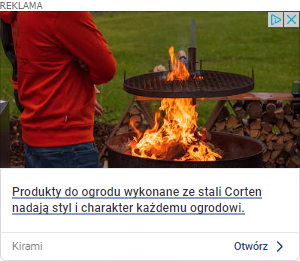 REKLAMA
Produkty do ogrodu wykonane ze stali Corten
nadają styl i charakter każdemu ogrodowi.
Kirami
Otwórz